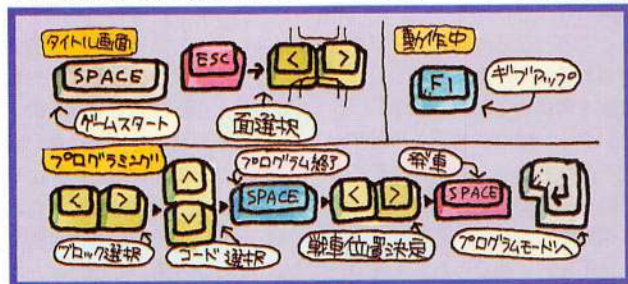 タイトル画面
SPACE
ESC
< >
ゲームスタート
面選択
動作中
F1
ギブアップ
プログラミング
< >
∧
∨
プログラム終了
SPACE
< >
発車
SPACE
ブロック選択
コード選択
戦車位置決定
プログラムモードへ